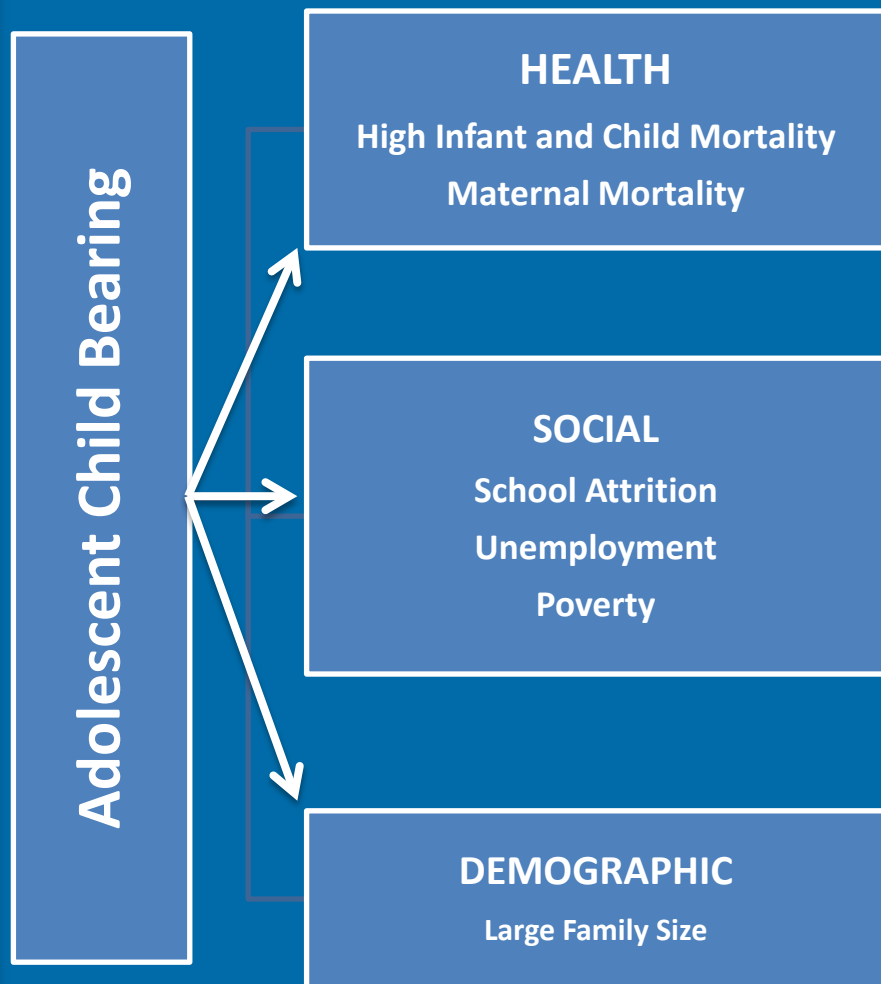 Adolescent Child Bearing
HEALTH
High Infant and Child Mortality
Maternal Mortality
SOCIAL
School Attrition
Unemployment
Poverty
DEMOGRAPHIC
Large Family Size